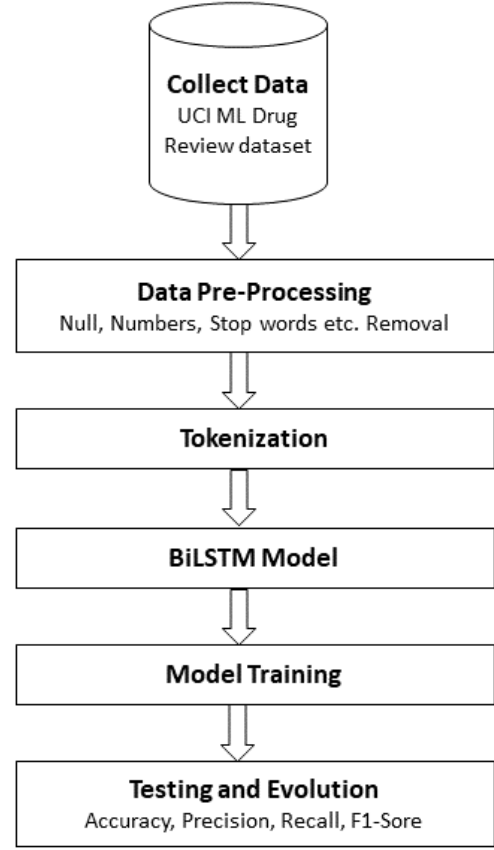 Collect Data
UCI ML Drug
Review dataset
Data Pre-Processing
Null, Numbers, Stop words etc. Removal
Tokenization
BiLSTM Model
Model Training
Testing and Evolution
Accuracy, Precision, Recall, F1-Sore